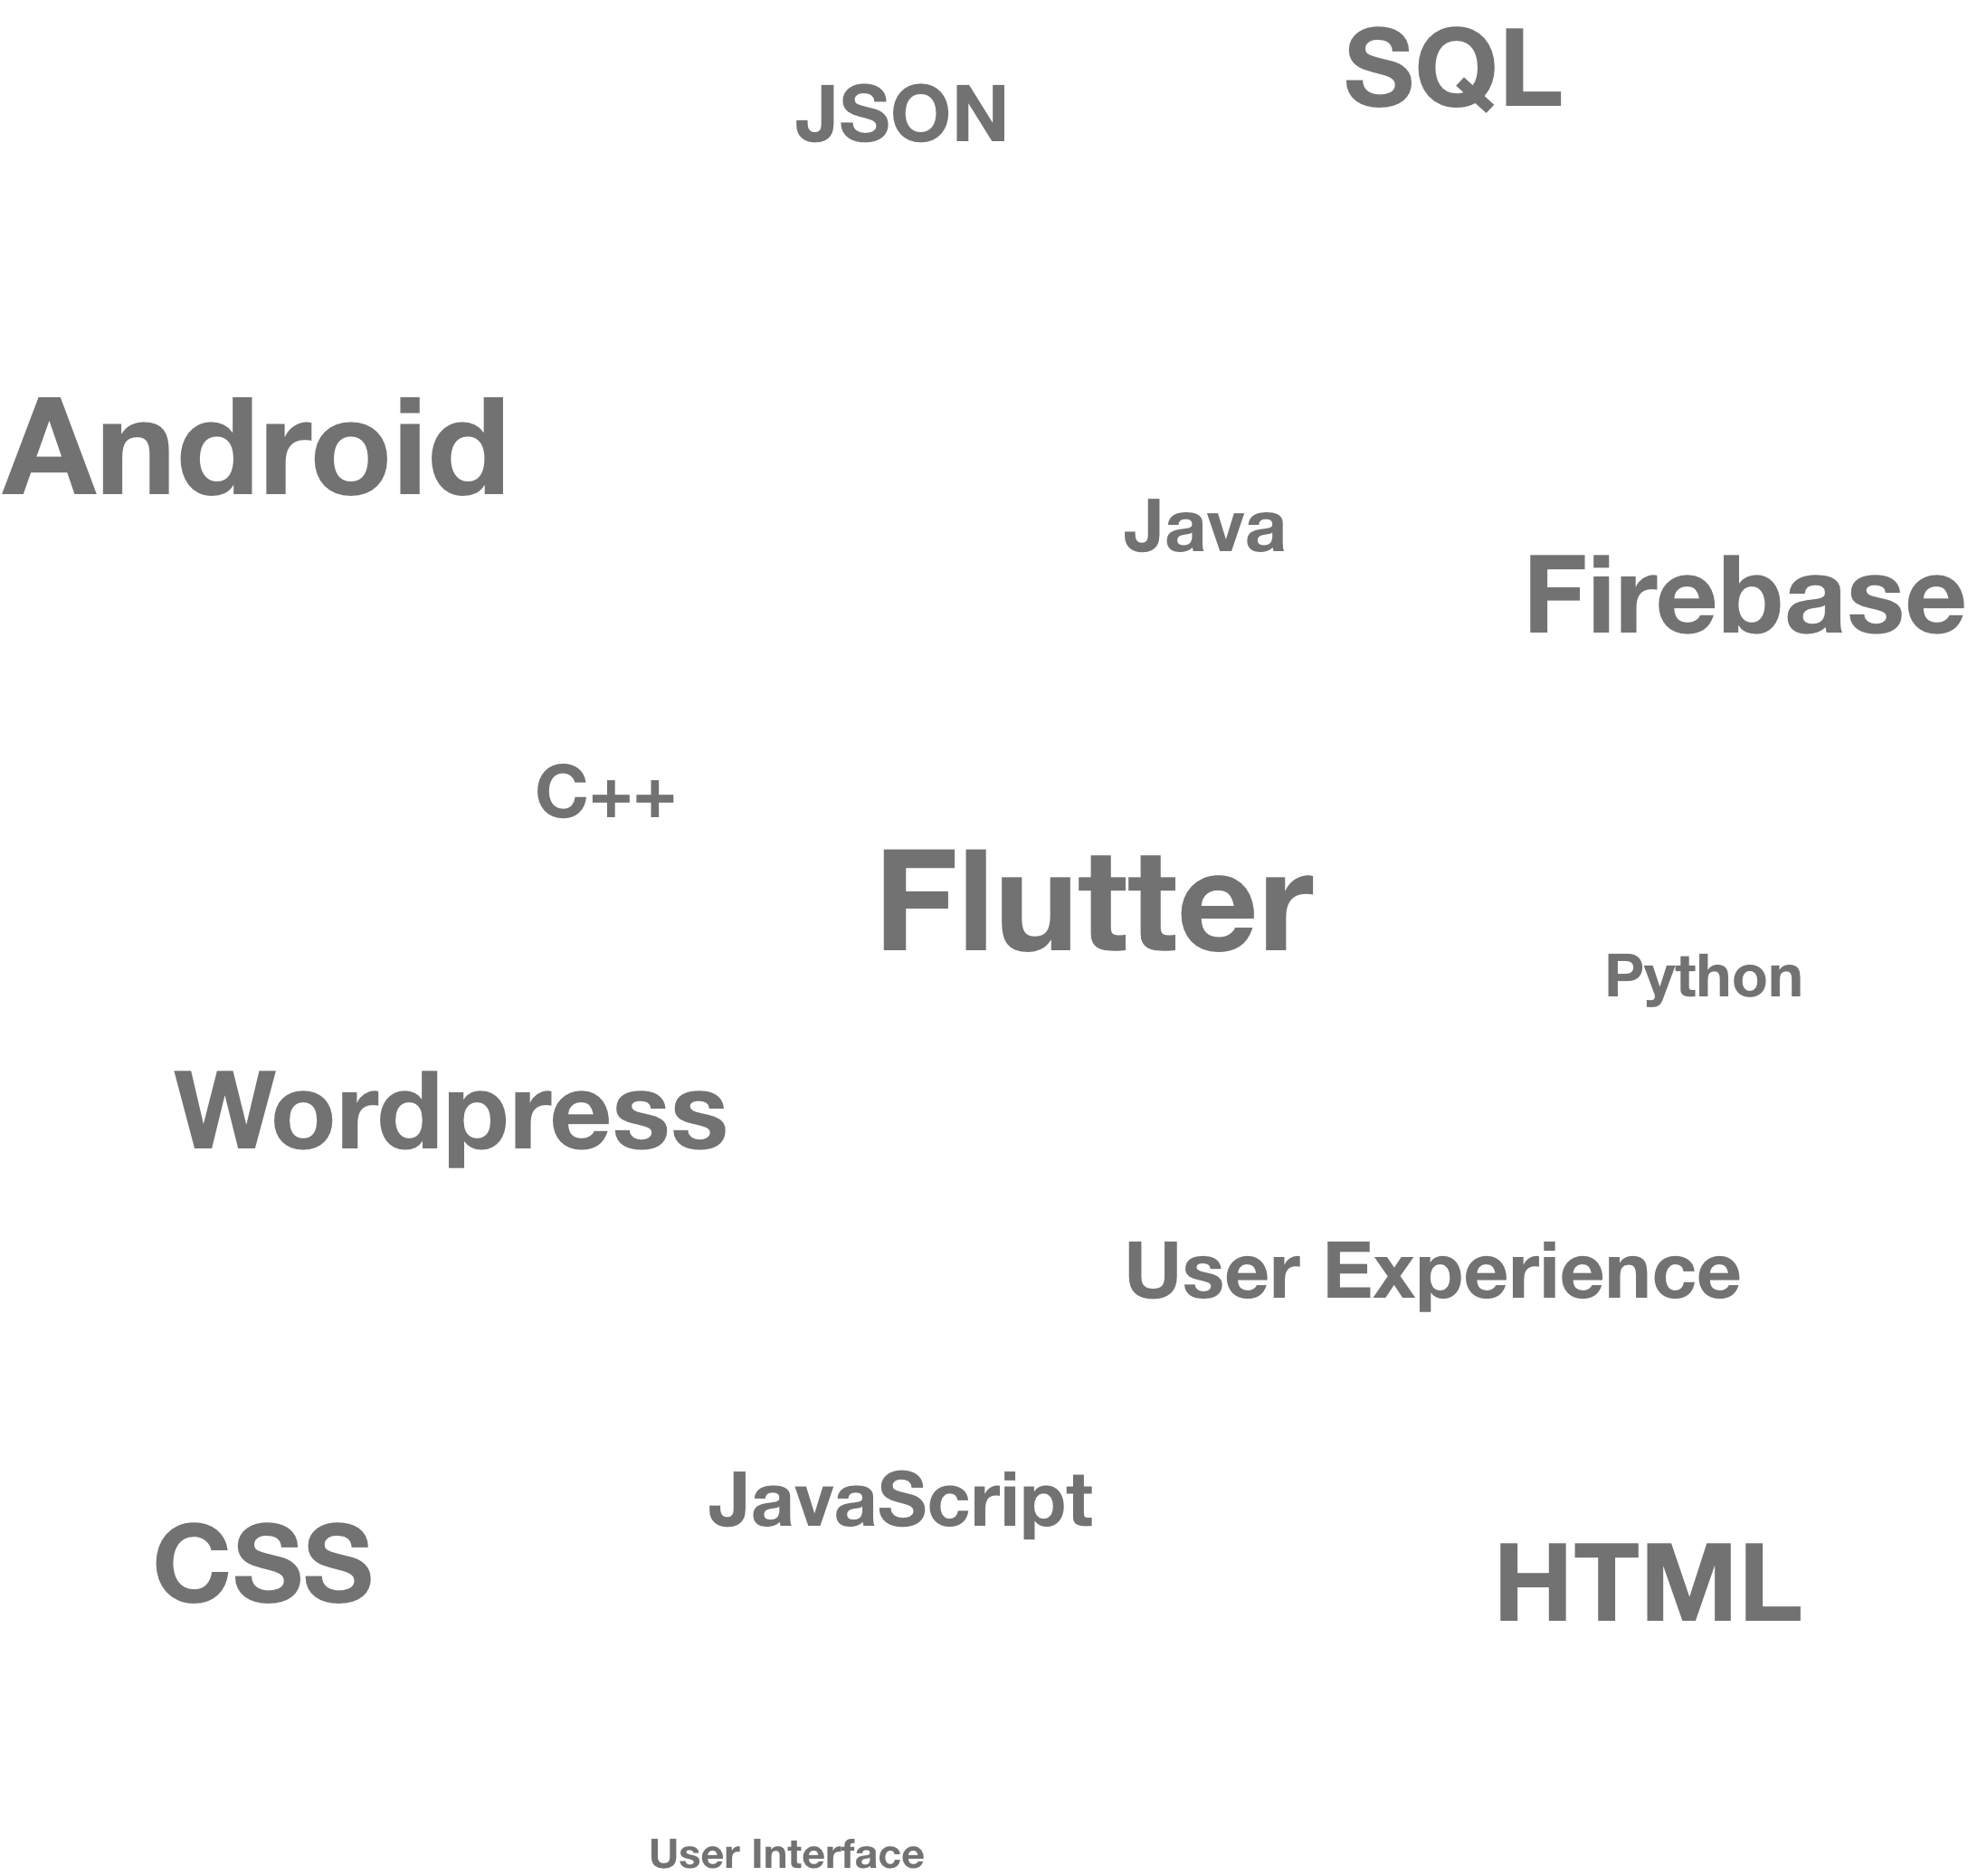 SQL
JSON
Android
Java
Firebase
C++
Flutter
Python
Wordpress
User Experience
JavaScript
CSS
HTML
User Interface